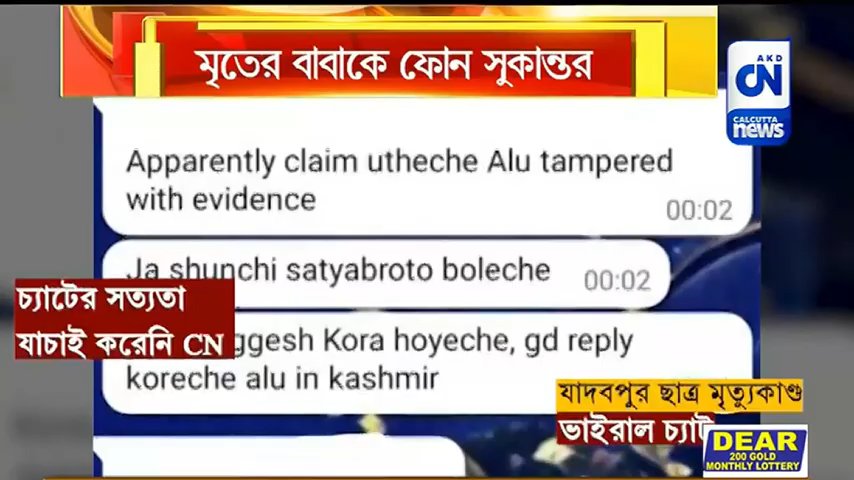 মৃতের বাবাকে ফোন সুকান্তর
AKD
CN
CALCUTTA
news
Apparently claim utheche Alu tampered
with evidence
00:02
Ja shunchi satyabroto boleche
00:02
চ্যাটের সত্যতা
যাচাই করেনি CN
ggesh Kora hoyeche, gd reply
koreche alu in kashmir
যাদবপুর ছাত্র মৃত্যুকাণ্ড
ভাইরাল চ্যাট
DEAR
200 GOLD
MONTHLY LOTTERY